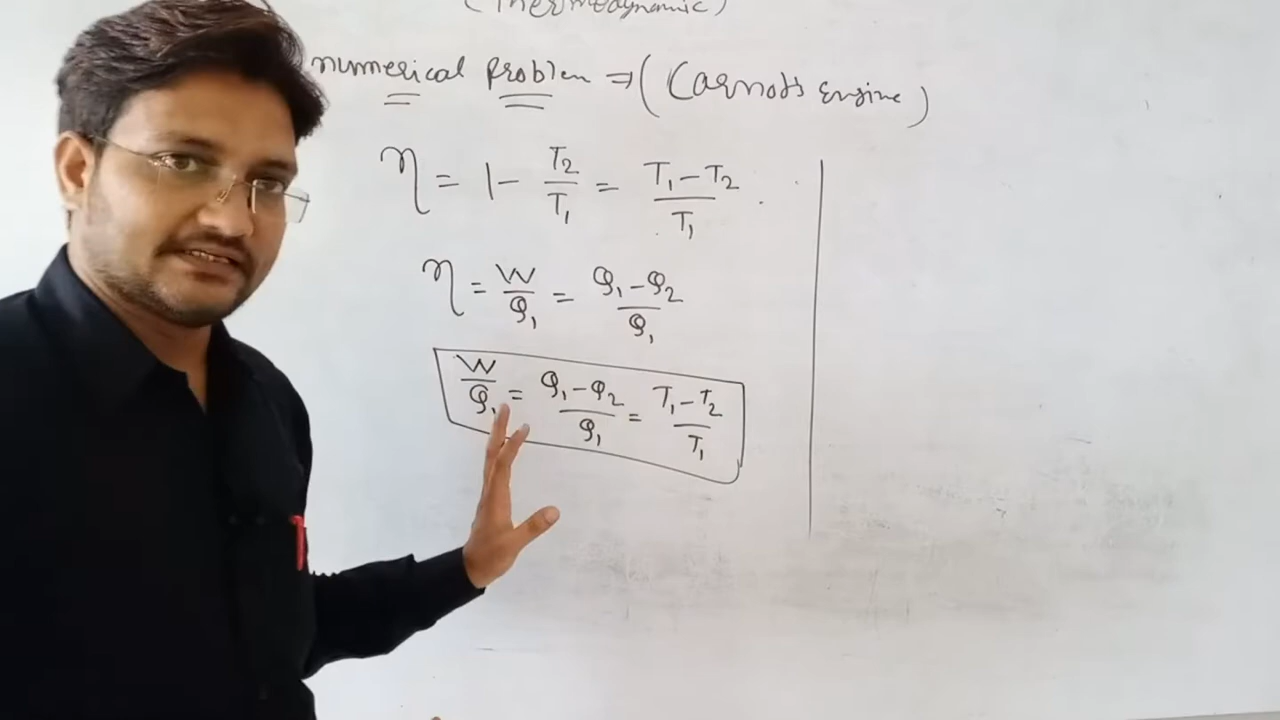 (Thermodynamic)
numerical Problem ⇒ (Carnot's Engine)
η = 1 - T₂/T₁ = T₁-T₂/T₁
η = W/Q₁ = Q₁-Q₂/Q₁
W/Q₁ = Q₁-Q₂/Q₁ = T₁-T₂/T₁